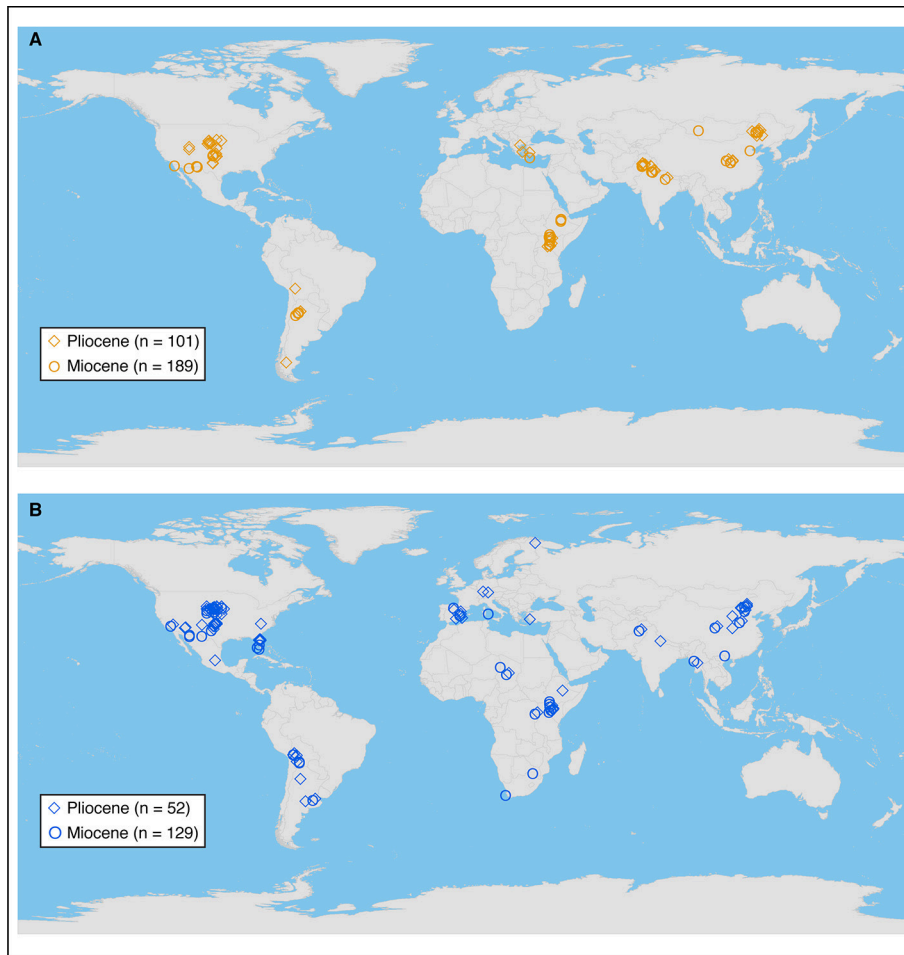 A
Pliocene (n = 101)
Miocene (n = 189)
B
Pliocene (n = 52)
Miocene (n = 129)